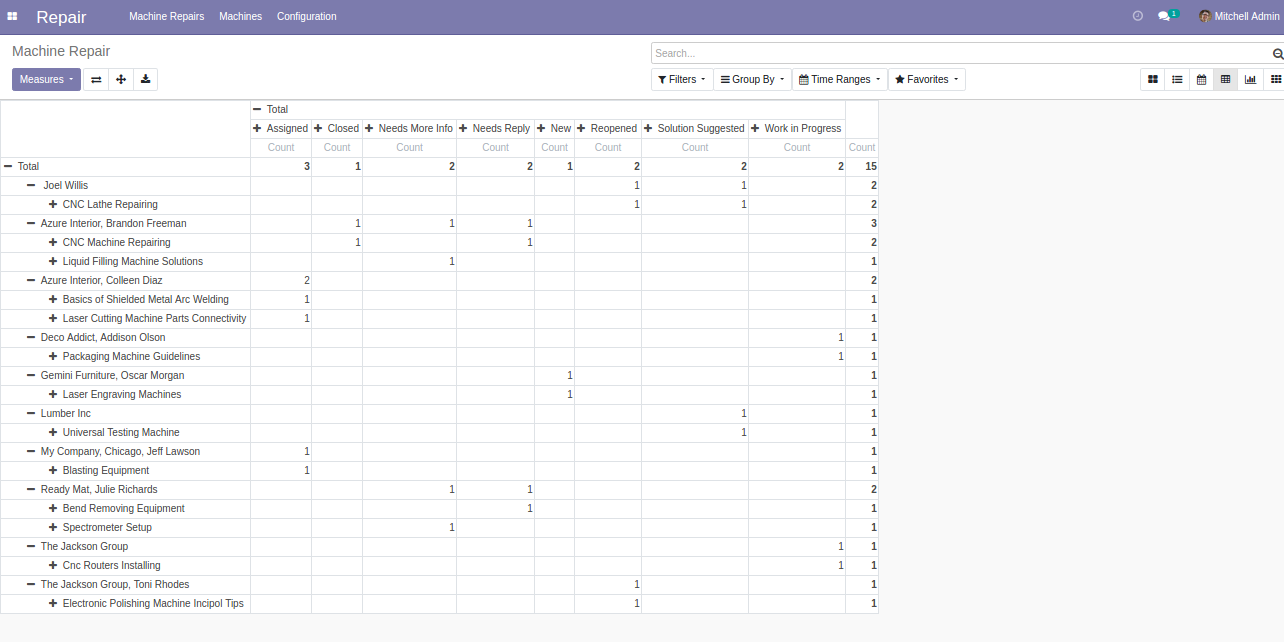 Repair Machine Repairs Machines Configuration 1 Mitchell Admin
Machine Repair Search...
Measures Filters Group By Time Ranges Favorites
Total
Assigned Closed Needs More Info Needs Reply New Reopened Solution Suggested Work in Progress
Count Count Count Count Count Count Count Count Count
Total 3 1 2 2 1 2 2 2 15
Joel Willis 1 1 2
CNC Lathe Repairing 1 1 2
Azure Interior, Brandon Freeman 1 1 1 3
CNC Machine Repairing 1 1 2
Liquid Filling Machine Solutions 1 1
Azure Interior, Colleen Diaz 2 2
Basics of Shielded Metal Arc Welding 1 1
Laser Cutting Machine Parts Connectivity 1 1
Deco Addict, Addison Olson 1 1
Packaging Machine Guidelines 1 1
Gemini Furniture, Oscar Morgan 1 1
Laser Engraving Machines 1 1
Lumber Inc 1 1
Universal Testing Machine 1 1
My Company, Chicago, Jeff Lawson 1 1
Blasting Equipment 1 1
Ready Mat, Julie Richards 1 1 2
Bend Removing Equipment 1 1
Spectrometer Setup 1 1
The Jackson Group 1 1
Cnc Routers Installing 1 1
The Jackson Group, Toni Rhodes 1 1
Electronic Polishing Machine Incipol Tips 1 1